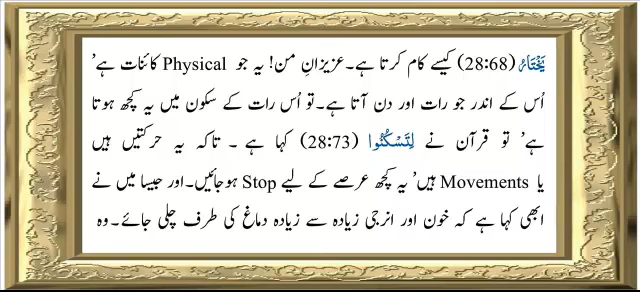 یَخْتَارُ (28:68) کیسے کام کرتا ہے۔ عزیزانِ من! یہ جو Physical کائنات ہے’
اُس کے اندر جو رات اور دن آتا ہے۔ تو اُس رات کے سکون میں یہ کچھ ہوتا
ہے’ تو قرآن نے لِتَسْکُنُوا (28:73) کہا ہے ۔ تاکہ یہ حرکتیں ہیں
یا Movements ہیں’ یہ کچھ عرصے کے لیے Stop ہو جائیں۔ اور جیسا میں نے
ابھی کہا ہے کہ خون اور انرجی زیادہ سے زیادہ دماغ کی طرف چلی جائے۔ وہ